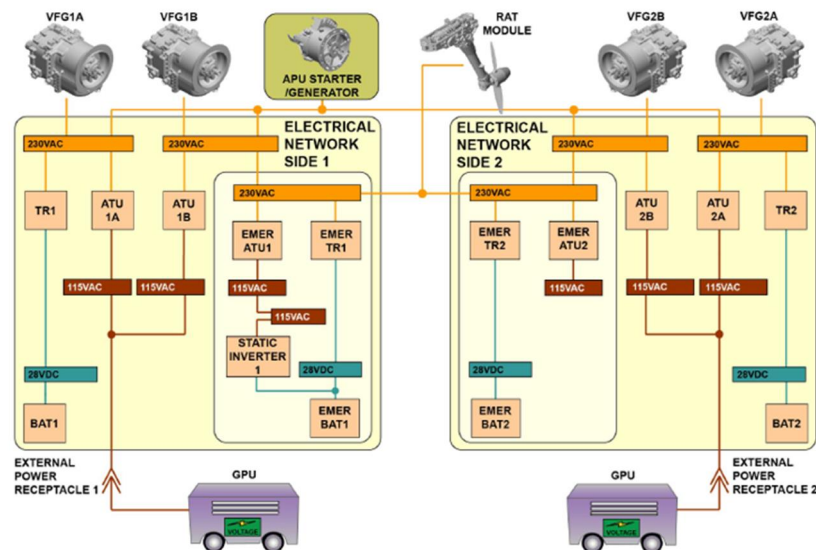 VFG1A
VFG1B
RAT
MODULE
VFG2B
VFG2A
APU STARTER
/GENERATOR
ELECTRICAL
NETWORK
SIDE 1
ELECTRICAL
NETWORK
SIDE 2
230VAC
230VAC
230VAC
230VAC
230VAC
230VAC
230VAC
TR1
ATU
1A
ATU
1B
EMER
ATU1
EMER
TR1
EMER
TR2
EMER
ATU2
ATU
2B
ATU
2A
TR2
115VAC
115VAC
115VAC
115VAC
115VAC
115VAC
115VAC
STATIC
INVERTER
1
28VDC
28VDC
28VDC
28VDC
BAT1
EMER
BAT1
EMER
BAT2
BAT2
EXTERNAL
POWER
RECEPTACLE 1
GPU
VOLTAGE
GPU
VOLTAGE
EXTERNAL
POWER
RECEPTACLE 2